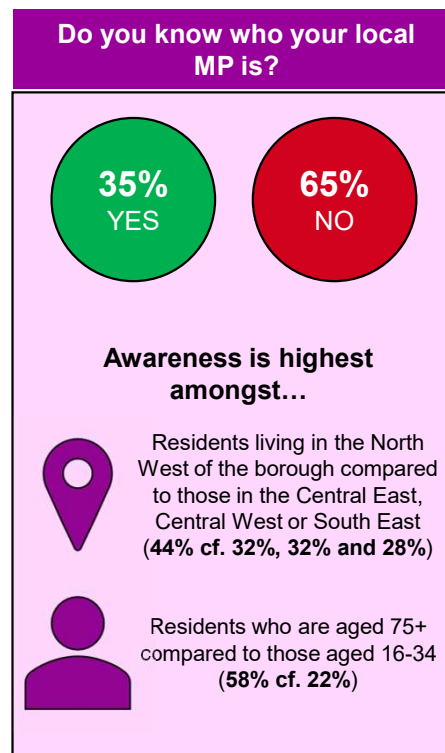 Do you know who your local
MP is?
35%
YES
65%
NO
Awareness is highest
amongst…
Residents living in the North
West of the borough compared
to those in the Central East,
Central West or South East
(44% cf. 32%, 32% and 28%)
Residents who are aged 75+
compared to those aged 16-34
(58% cf. 22%)